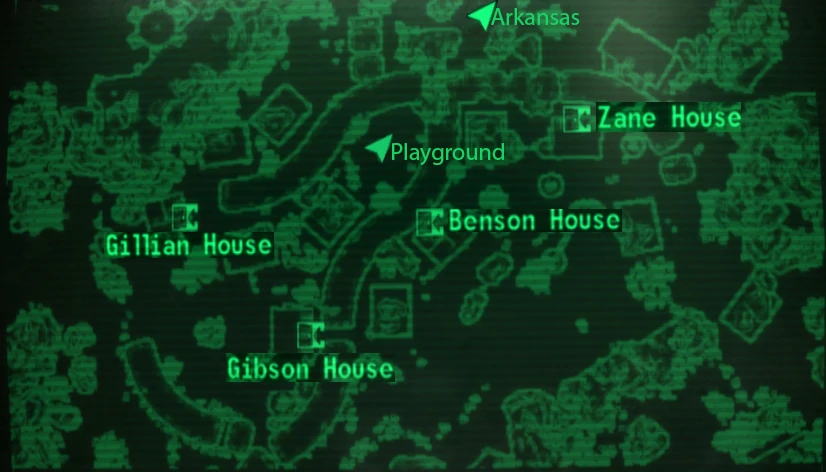 Arkansas
Zane House
Playground
Benson House
Gillian House
Gibson House